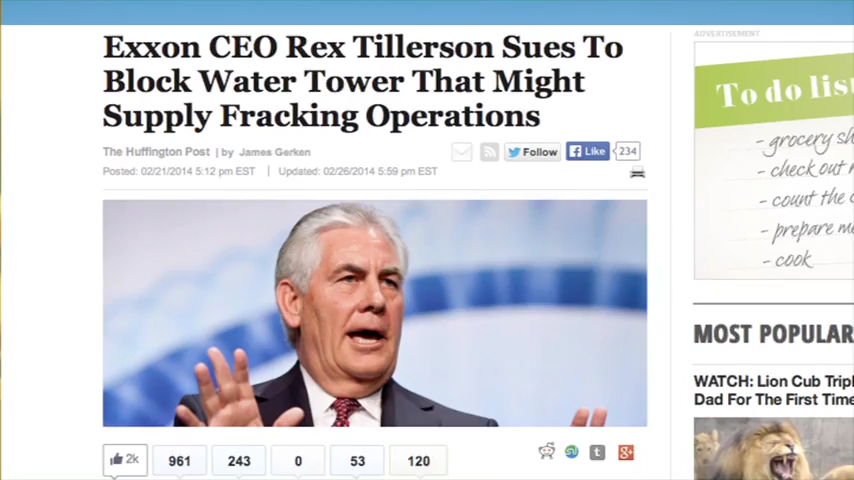 Exxon CEO Rex Tillerson Sues To
Block Water Tower That Might
Supply Fracking Operations
The Huffington Post | by James Gerken
Follow
Like
234
Posted: 02/21/2014 5:12 pm EST | Updated: 02/26/2014 5:59 pm EST
2k
961
243
0
53
120
ADVERTISEMENT
To do lis
- grocery sh
- check out
- count the
- prepare me
- cook
MOST POPULAR
WATCH: Lion Cub Tripl
Dad For The First Time